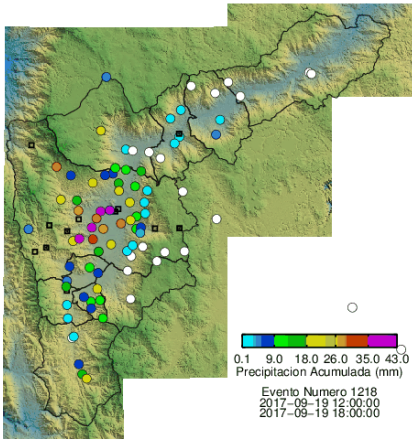 0.1 9.0 18.0 26.0 35.0 43.0
Precipitacion Acumulada (mm)
Evento Numero 1218
2017-09-19 12:00:00
2017-09-19 18:00:00